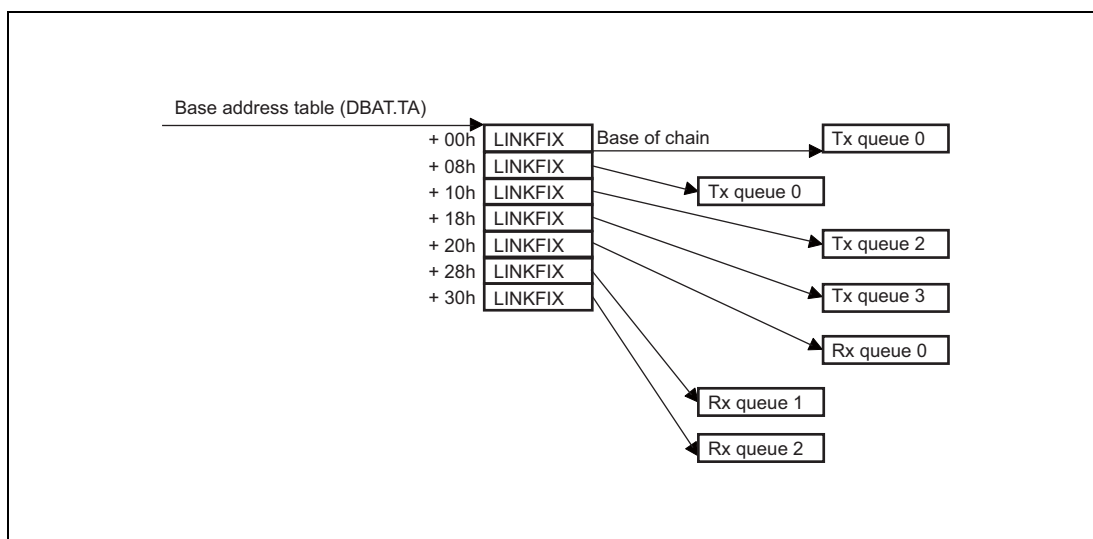 Base address table (DBAT.TA)
+ 00h LINKFIX Base of chain Tx queue 0
+ 08h LINKFIX Tx queue 0
+ 10h LINKFIX
+ 18h LINKFIX Tx queue 2
+ 20h LINKFIX
+ 28h LINKFIX
+ 30h LINKFIX Tx queue 3
Rx queue 0
Rx queue 1
Rx queue 2